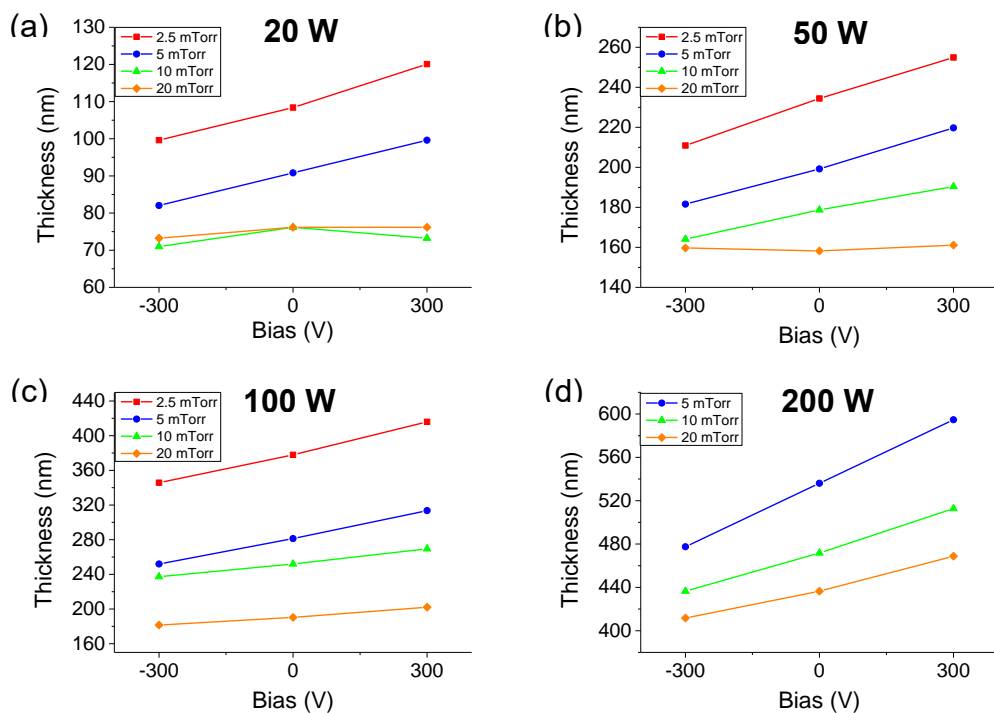 (a)
20 W
2.5 mTorr
5 mTorr
10 mTorr
20 mTorr
Thickness (nm)
130
120
110
100
90
80
70
60
-300
0
300
Bias (V)
(b)
50 W
2.5 mTorr
5 mTorr
10 mTorr
20 mTorr
Thickness (nm)
260
240
220
200
180
160
140
-300
0
300
Bias (V)
(c)
100 W
2.5 mTorr
5 mTorr
10 mTorr
20 mTorr
Thickness (nm)
440
400
360
320
280
240
200
160
-300
0
300
Bias (V)
(d)
200 W
5 mTorr
10 mTorr
20 mTorr
Thickness (nm)
600
560
520
480
440
400
-300
0
300
Bias (V)